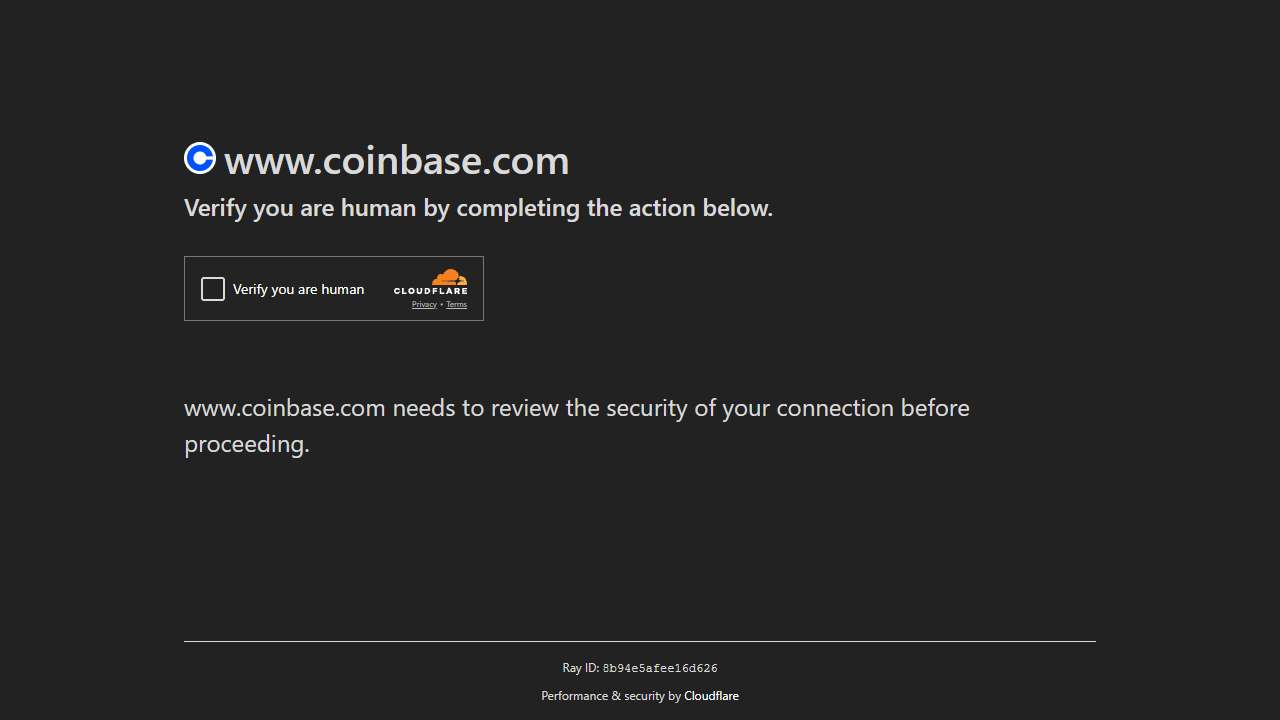 www.coinbase.com
Verify you are human by completing the action below.
Verify you are human
CLOUDFLARE
Privacy • Terms
www.coinbase.com needs to review the security of your connection before
proceeding.
Ray ID: 8b94e5afee16d626
Performance & security by Cloudflare